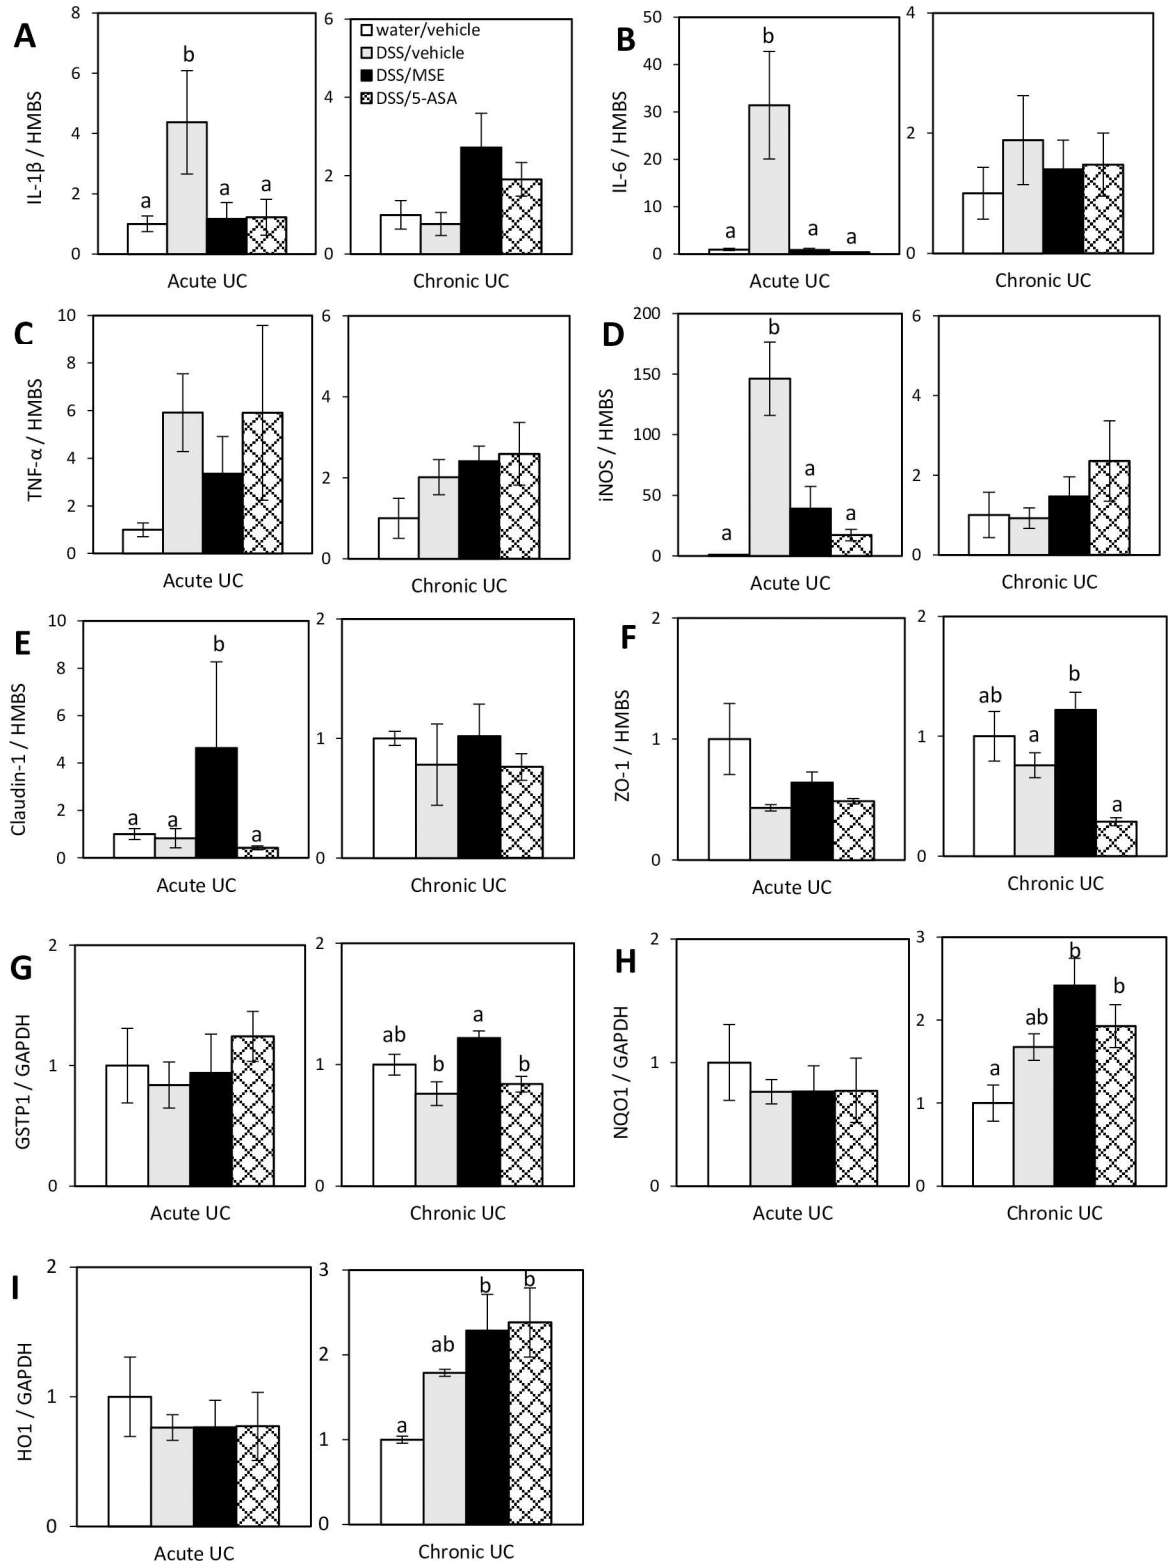 A
IL-1β / HMBS
8
6
4
2
0
a
b
a
a
Acute UC
6
4
2
0
water/vehicle
DSS/vehicle
DSS/MSE
DSS/5-ASA
Chronic UC
B
IL-6 / HMBS
50
40
30
20
10
0
a
b
a
a
Acute UC
4
2
0
Chronic UC
C
TNF-α / HMBS
10
8
6
4
2
0
Acute UC
6
4
2
0
Chronic UC
D
iNOS / HMBS
200
150
100
50
0
a
b
a
a
Acute UC
6
4
2
0
Chronic UC
E
Claudin-1 / HMBS
10
8
6
4
2
0
a
a
b
a
Acute UC
2
1
0
Chronic UC
F
ZO-1 / HMBS
2
1
0
Acute UC
2
1
0
ab
a
b
a
Chronic UC
G
GSTP1 / GAPDH
2
1
0
Acute UC
2
1
0
ab
b
a
b
Chronic UC
H
NQO1 / GAPDH
2
1
0
Acute UC
3
2
1
0
a
ab
b
b
Chronic UC
I
HO1 / GAPDH
2
1
0
Acute UC
3
2
1
0
a
ab
b
b
Chronic UC